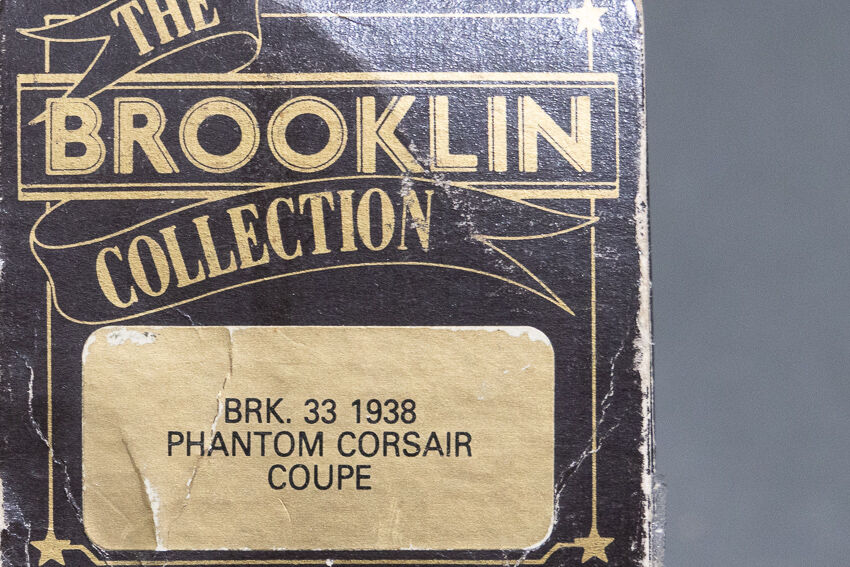 THE
BROOKLIN
COLLECTION
BRK. 33 1938
PHANTOM CORSAIR
COUPE